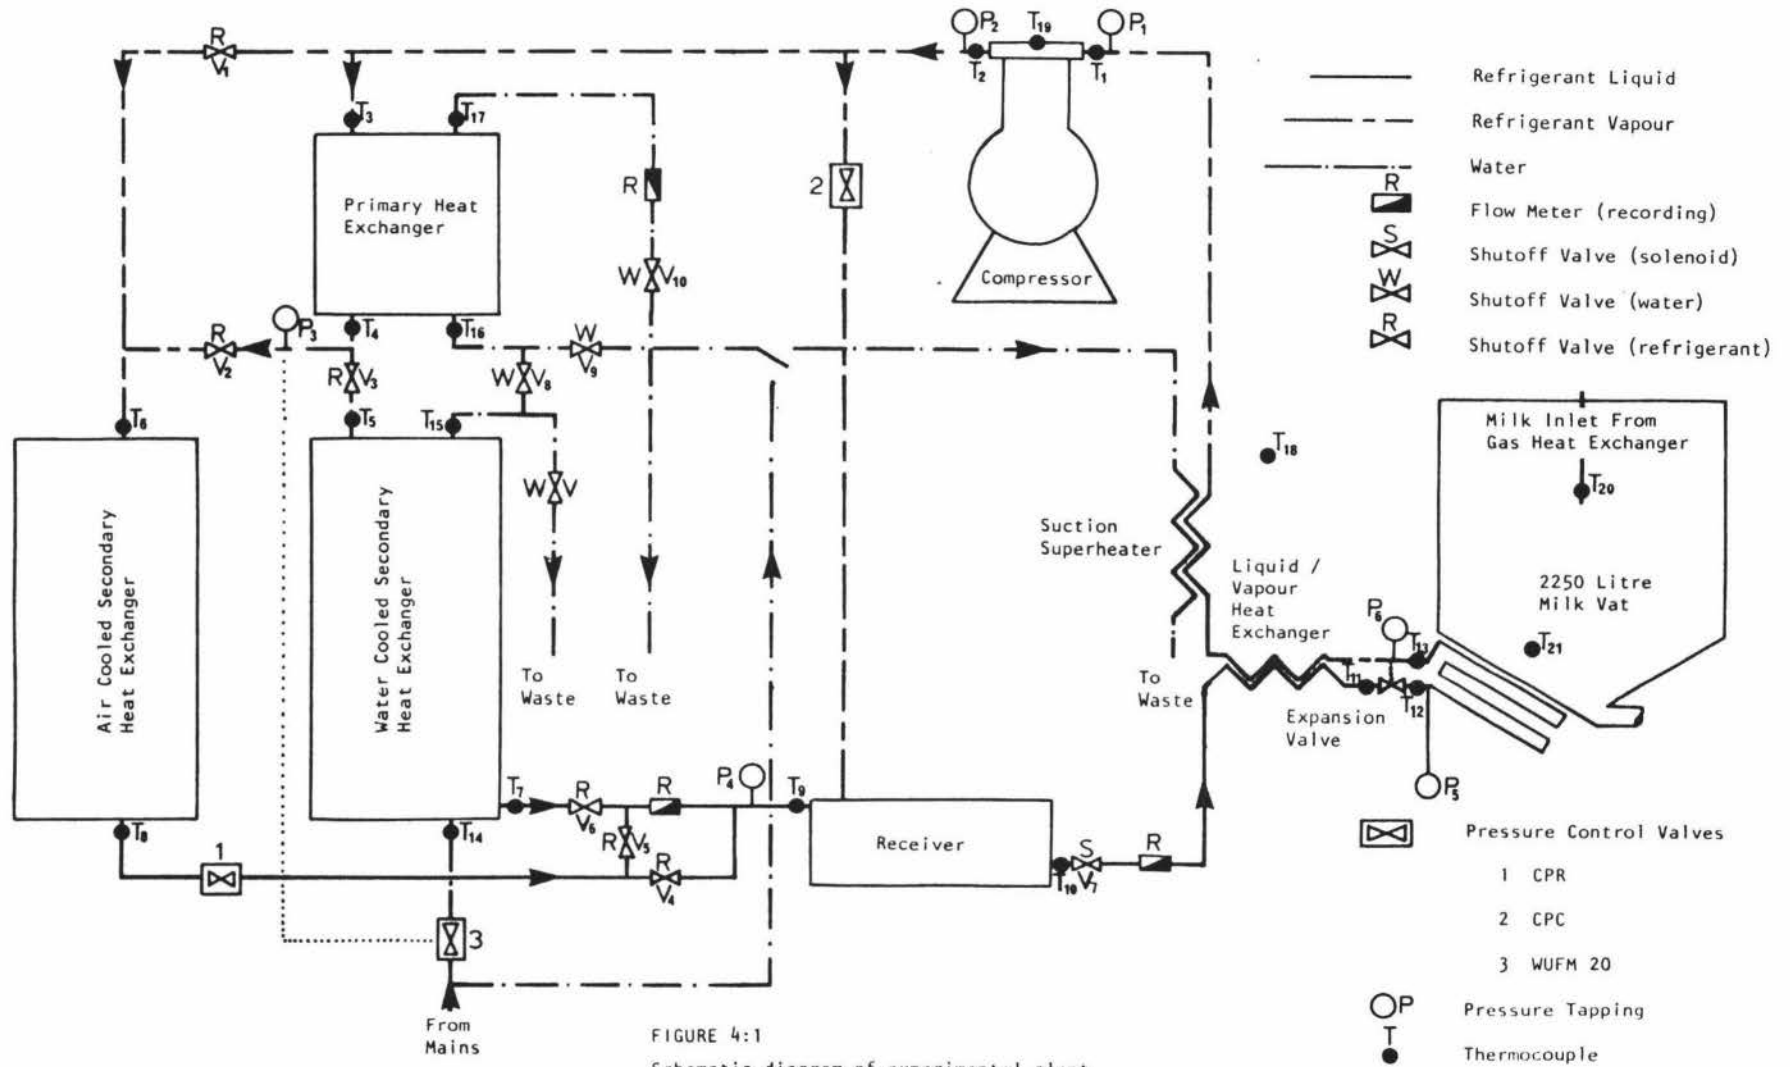 R
V1
P2
T2
T19
P1
T1
T3
T17
Primary Heat
Exchanger
R
W V10
2
Compressor
T4
T16
P3
R
V2
R V3
W
V9
W V8
T6
T5
T15
W V
Air Cooled Secondary
Heat Exchanger
Water Cooled Secondary
Heat Exchanger
To
Waste
To
Waste
Suction
Superheater
T18
Liquid /
Vapour
Heat
Exchanger
To
Waste
Milk Inlet From
Gas Heat Exchanger
T20
2250 Litre
Milk Vat
T21
P6
T13
T11
T12
Expansion
Valve
P5
T7
R
V6
R
P4
T9
R V5
R
V4
T8
1
T14
3
Receiver
T10
S
V7
R
From
Mains
Refrigerant Liquid
Refrigerant Vapour
Water
R
Flow Meter (recording)
S
Shutoff Valve (solenoid)
W
Shutoff Valve (water)
R
Shutoff Valve (refrigerant)
Pressure Control Valves
1 CPR
2 CPC
3 WUFM 20
P Pressure Tapping
T
Thermocouple
FIGURE 4:1
Schematic diagram of experimental plant